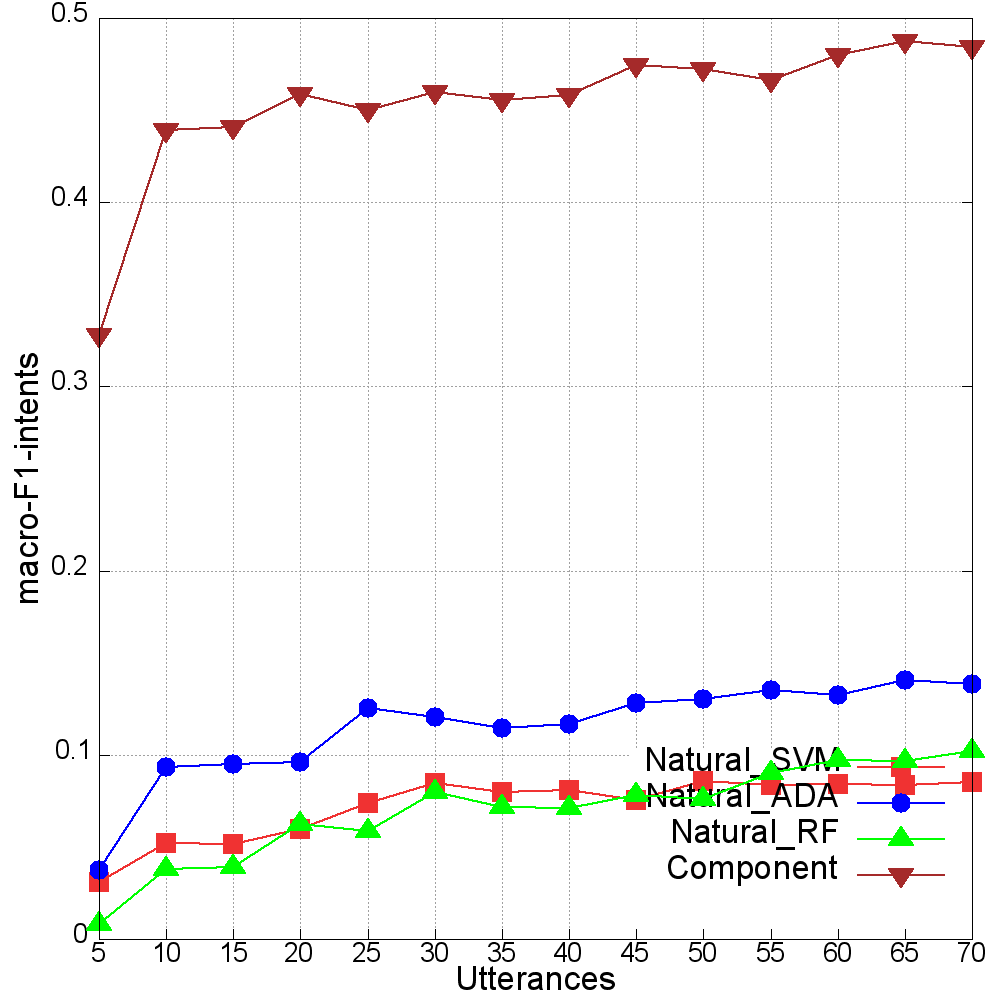 0.5
0.4
0.3
0.2
0.1
0
macro-F1-intents
Natural_SVM
Natural_ADA
Natural_RF
Component
5 10 15 20 25 30 35 40 45 50 55 60 65 70
Utterances